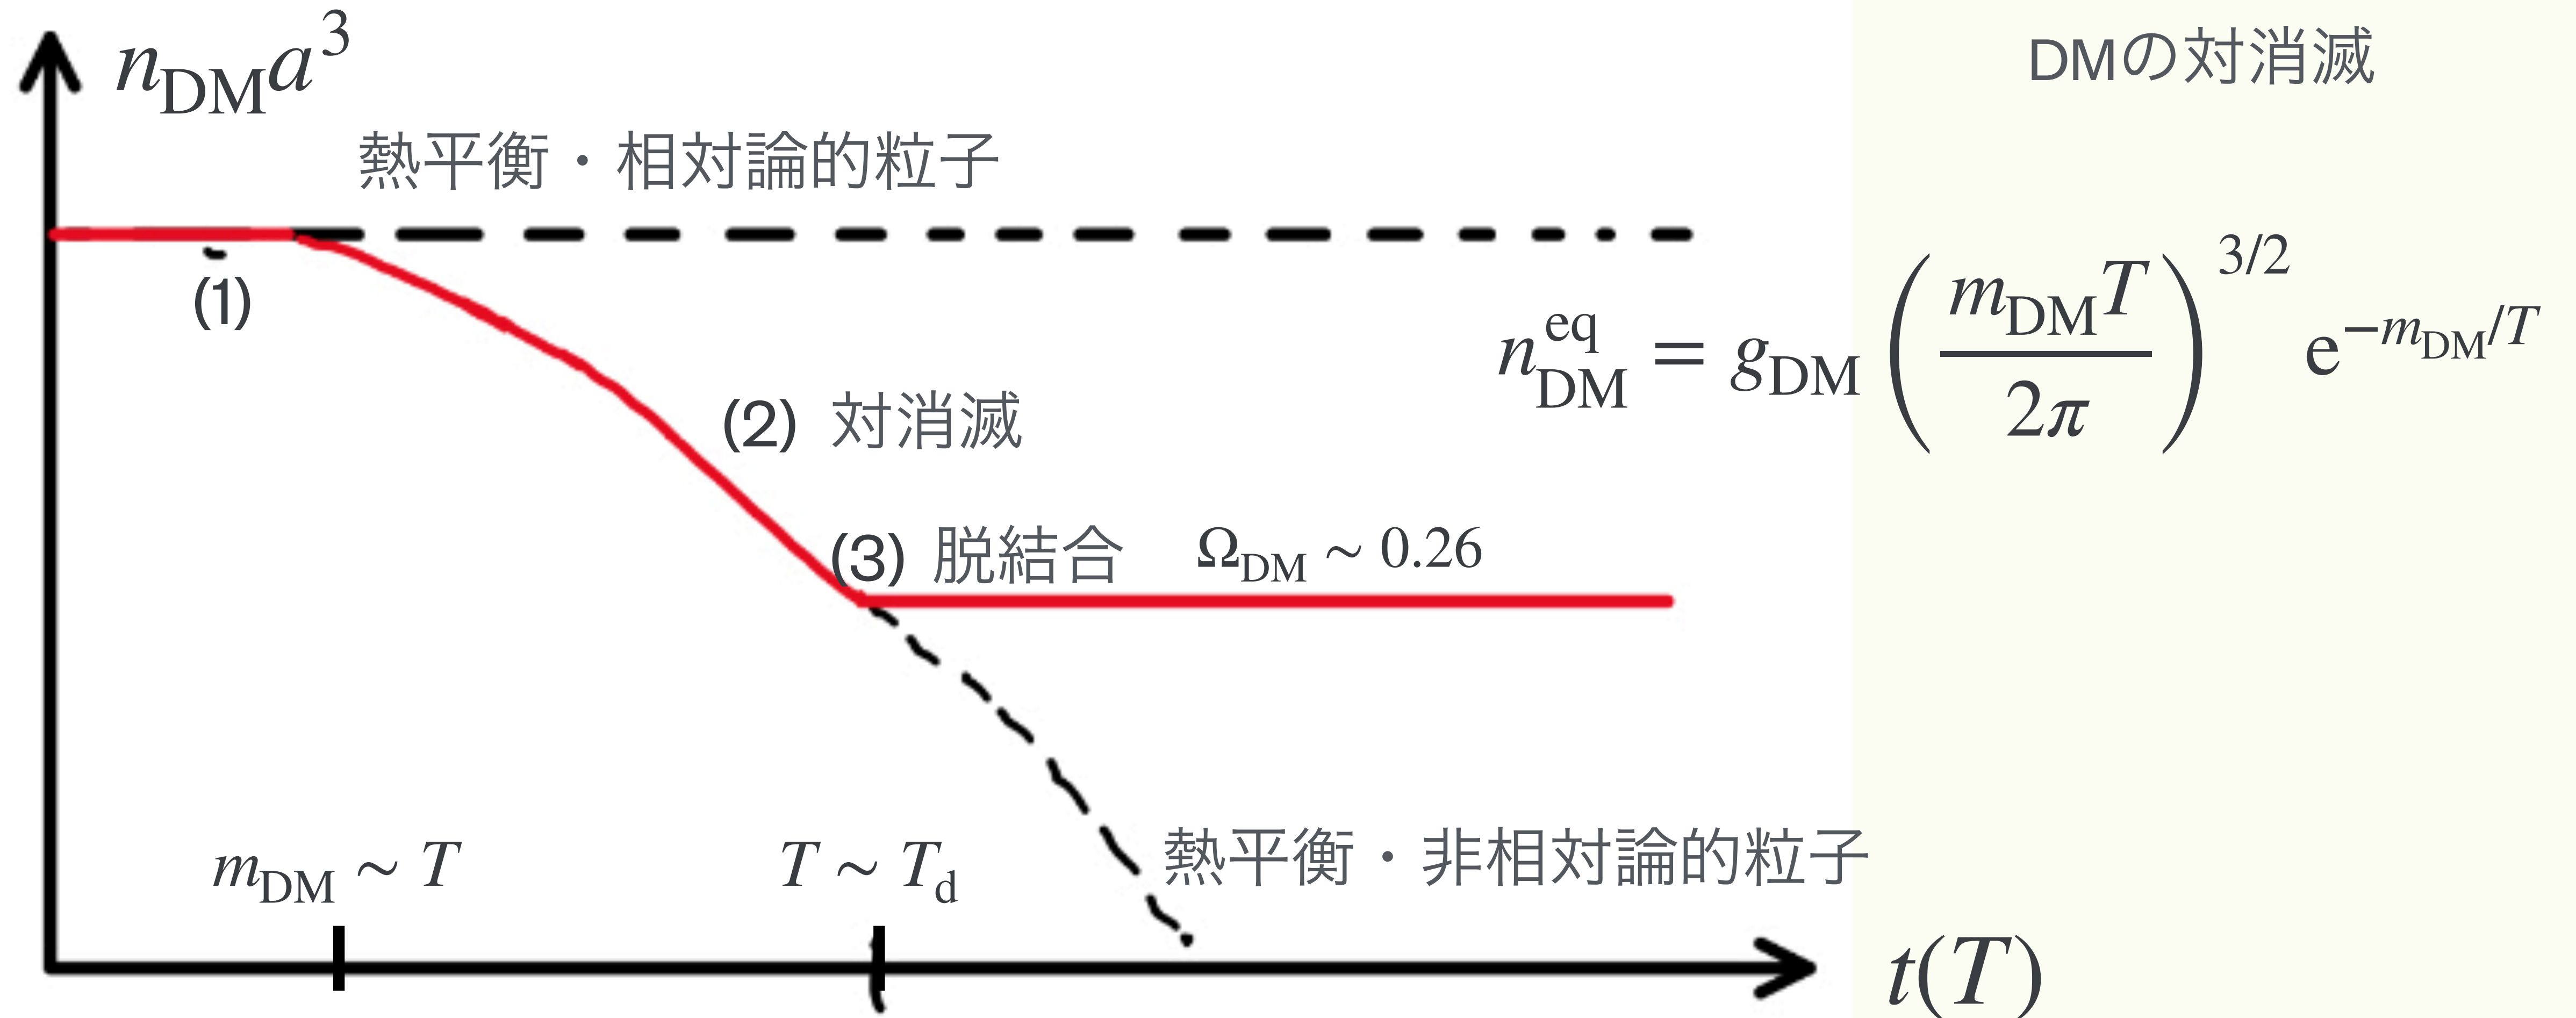 n_DM a^3
DMの対消滅
熱平衡・相対論的粒子
(1)
n_DM^eq = g_DM (m_DM T / 2π)^3/2 e^−m_DM/T
(2) 対消滅
(3) 脱結合 Ω_DM ~ 0.26
熱平衡・非相対論的粒子
m_DM ~ T
T ~ T_d
t(T)